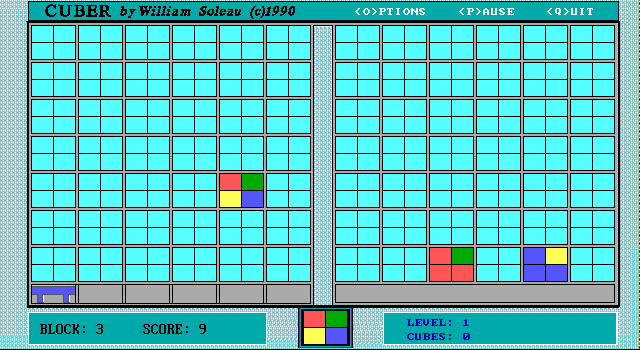 CUBER by William Soleau (c)1990 <O>PTIONS <P>AUSE <Q>UIT
BLOCK: 3 SCORE: 9
LEVEL: 1
CUBES: 0